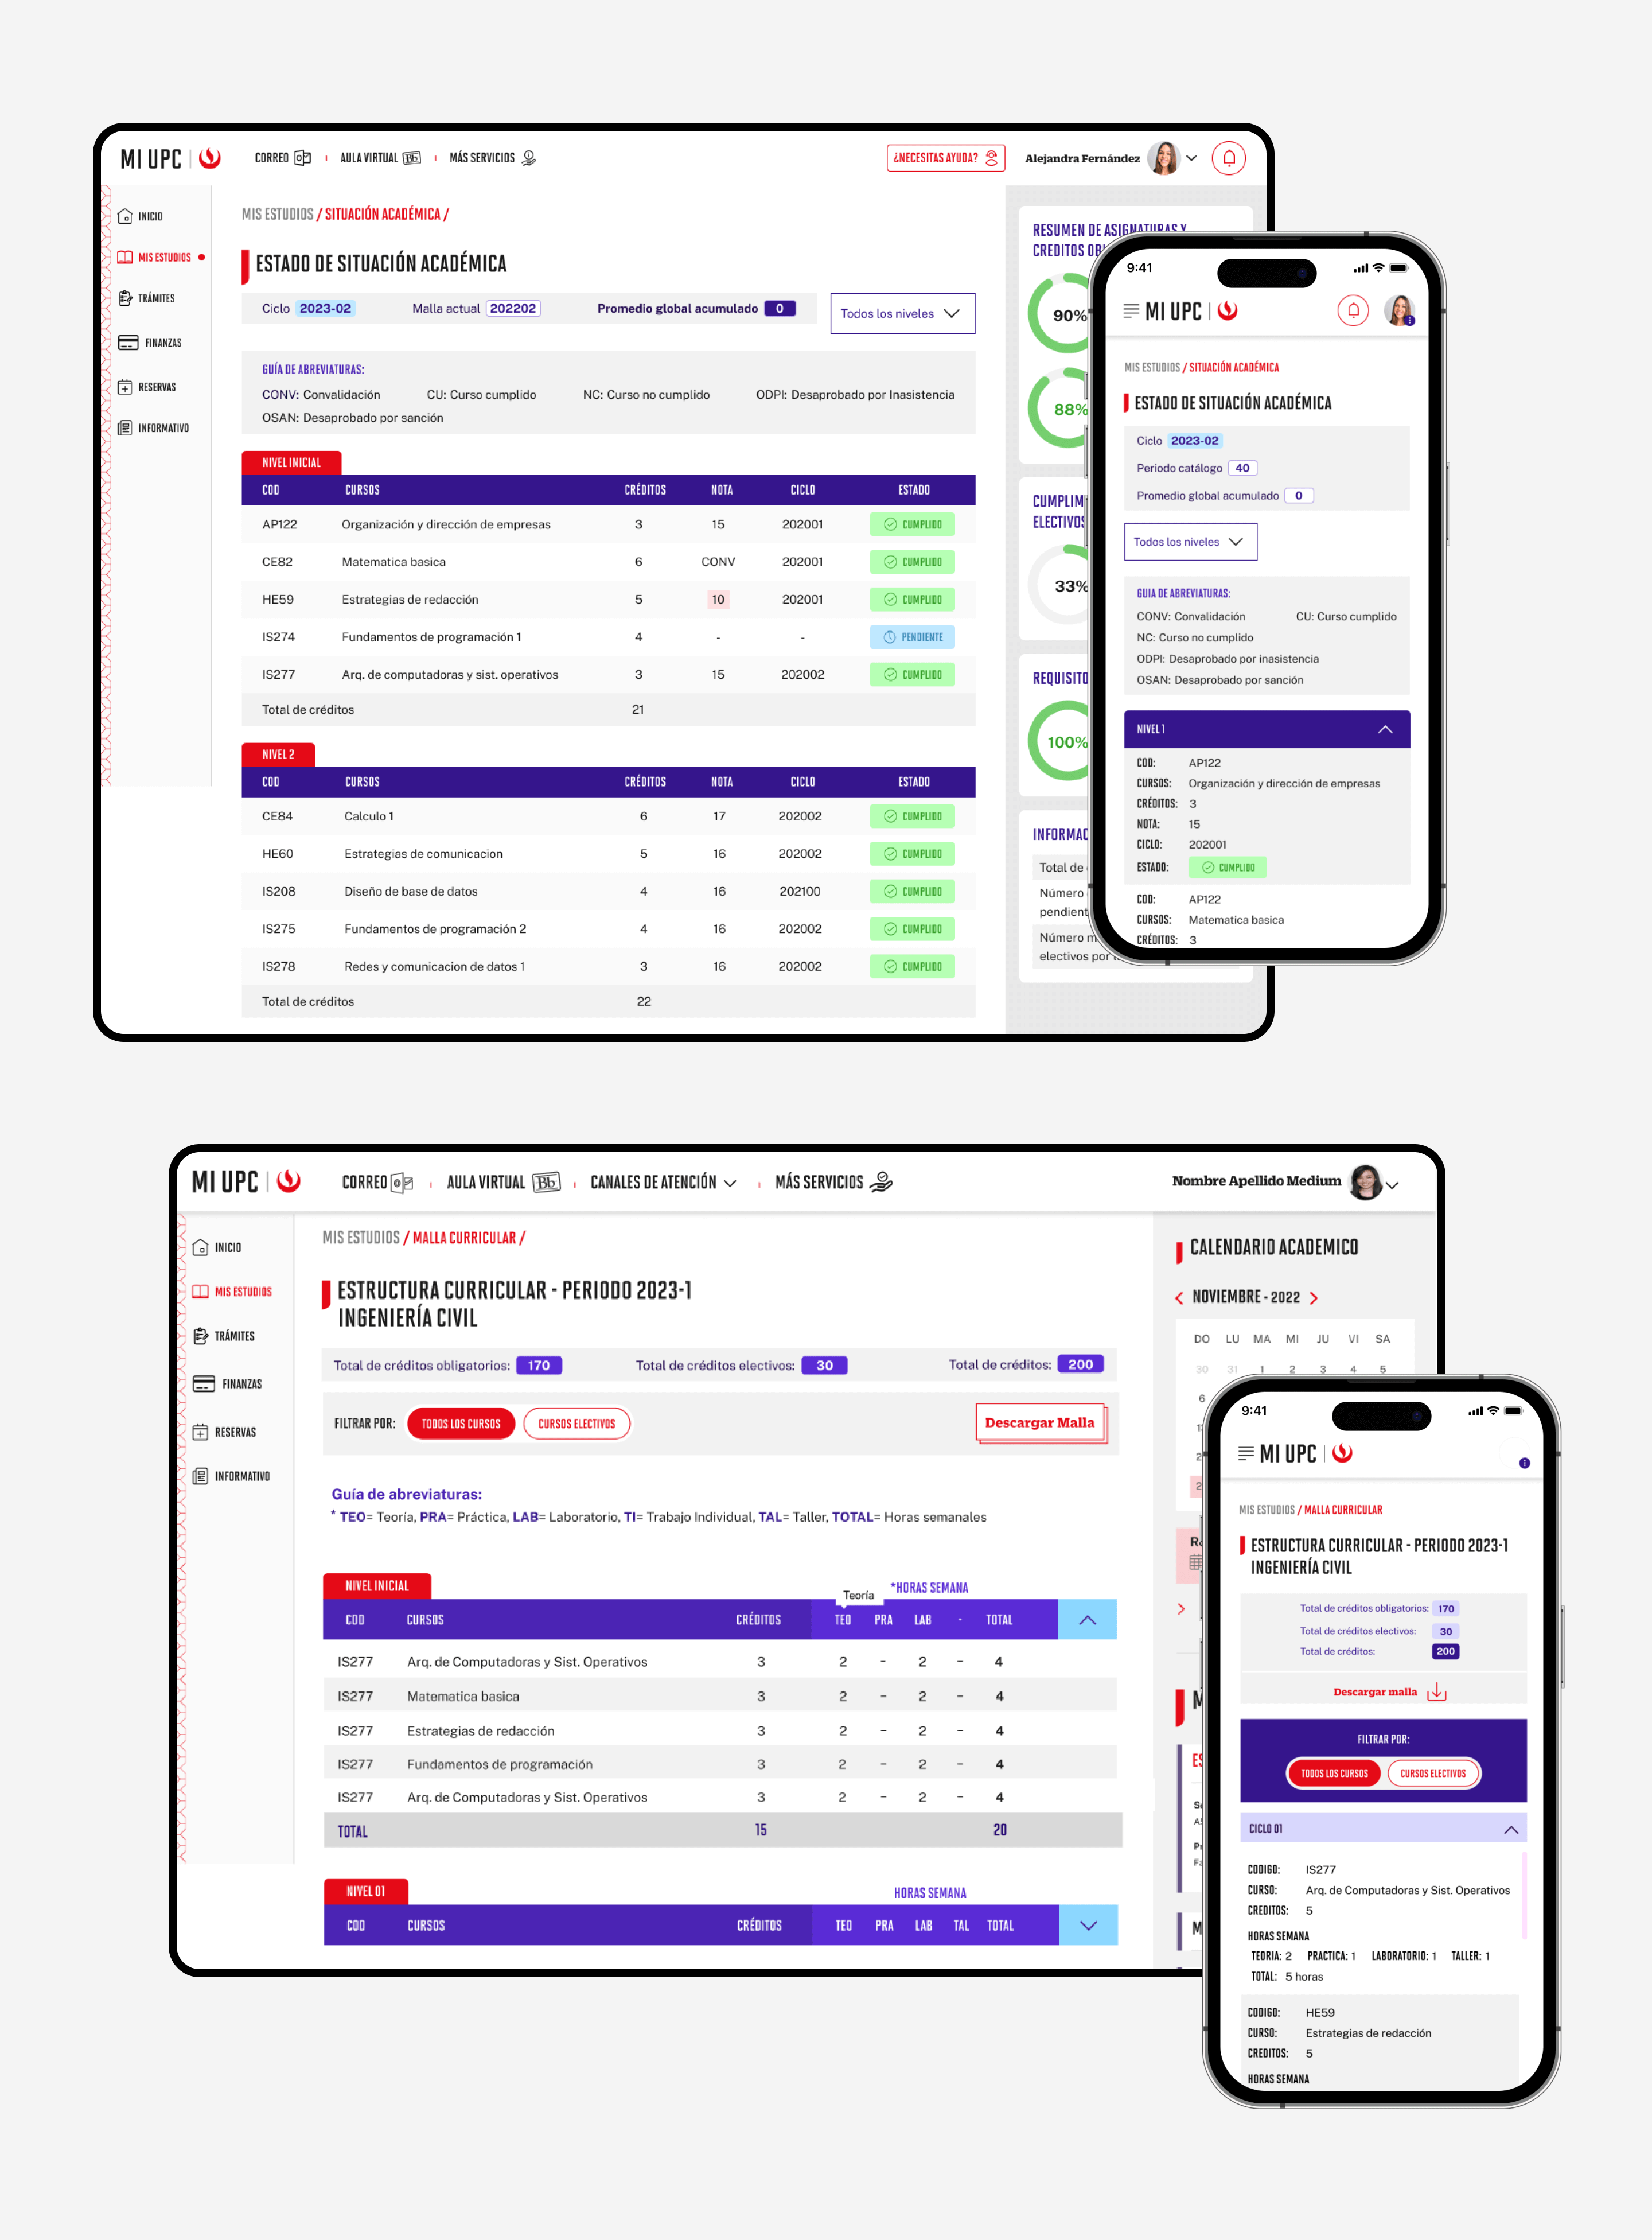 MI UPC
CORREO
AULA VIRTUAL Bb
MÁS SERVICIOS
¿NECESITAS AYUDA?
Alejandra Fernández
INICIO
MIS ESTUDIOS
TRÁMITES
FINANZAS
RESERVAS
INFORMATIVO
MIS ESTUDIOS / SITUACIÓN ACADÉMICA /
ESTADO DE SITUACIÓN ACADÉMICA
Ciclo 2023-02 Malla actual 202202 Promedio global acumulado 0
Todos los niveles
GUÍA DE ABREVIATURAS:
CONV: Convalidación CU: Curso cumplido NC: Curso no cumplido ODPI: Desaprobado por Inasistencia
OSAN: Desaprobado por sanción
NIVEL INICIAL
COD CURSOS CRÉDITOS NOTA CICLO ESTADO
AP122 Organización y dirección de empresas 3 15 202001 CUMPLIDO
CE82 Matematica basica 6 CONV 202001 CUMPLIDO
HE59 Estrategias de redacción 5 10 202001 CUMPLIDO
IS274 Fundamentos de programación 1 4 - - PENDIENTE
IS277 Arq. de computadoras y sist. operativos 3 15 202002 CUMPLIDO
Total de créditos 21
NIVEL 2
COD CURSOS CRÉDITOS NOTA CICLO ESTADO
CE84 Calculo 1 6 17 202002 CUMPLIDO
HE60 Estrategias de comunicacion 5 16 202002 CUMPLIDO
IS208 Diseño de base de datos 4 16 202100 CUMPLIDO
IS275 Fundamentos de programación 2 4 16 202002 CUMPLIDO
IS278 Redes y comunicacion de datos 1 3 16 202002 CUMPLIDO
Total de créditos 22
RESUMEN DE ASIGNATURAS Y
CREDITOS
90%
88%
ELECTIVOS
33%
100%
Total de
Número
Número
electivos por
9:41
MI UPC
MIS ESTUDIOS / SITUACIÓN ACADÉMICA
ESTADO DE SITUACIÓN ACADÉMICA
Ciclo 2023-02
Periodo catálogo 40
Promedio global acumulado 0
Todos los niveles
GUIA DE ABREVIATURAS:
CONV: Convalidación CU: Curso cumplido
NC: Curso no cumplido
ODPI: Desaprobado por inasistencia
OSAN: Desaprobado por sanción
NIVEL 1
COD: AP122
CURSOS: Organización y dirección de empresas
CRÉDITOS: 3
NOTA: 15
CICLO: 202001
ESTADO: CUMPLIDO
COD: AP122
CURSOS: Matematica basica
CRÉDITOS: 3
MI UPC
CORREO
AULA VIRTUAL Bb
CANALES DE ATENCIÓN
MÁS SERVICIOS
Nombre Apellido Medium
INICIO
MIS ESTUDIOS
TRÁMITES
FINANZAS
RESERVAS
INFORMATIVO
MIS ESTUDIOS / MALLA CURRICULAR /
ESTRUCTURA CURRICULAR - PERIODO 2023-1
INGENIERÍA CIVIL
Total de créditos obligatorios: 170 Total de créditos electivos: 30 Total de créditos: 200
FILTRAR POR: TODOS LOS CURSOS CURSOS ELECTIVOS
Descargar Malla
Guía de abreviaturas:
* TEO= Teoría, PRA= Práctica, LAB= Laboratorio, TI= Trabajo Individual, TAL= Taller, TOTAL= Horas semanales
NIVEL INICIAL
Teoría
*HORAS SEMANA
COD CURSOS CRÉDITOS TEO PRA LAB - TOTAL
IS277 Arq. de Computadoras y Sist. Operativos 3 2 - 2 - 4
IS277 Matematica basica 3 2 - 2 - 4
IS277 Estrategias de redacción 3 2 - 2 - 4
IS277 Fundamentos de programación 3 2 - 2 - 4
IS277 Arq. de Computadoras y Sist. Operativos 3 2 - 2 - 4
TOTAL 15 20
NIVEL 01
HORAS SEMANA
COD CURSOS CRÉDITOS TEO PRA LAB TAL TOTAL
CALENDARIO ACADEMICO
NOVIEMBRE - 2022
DO LU MA MI JU VI SA
30 31 1 2 3 4 5
6
9:41
MI UPC
MIS ESTUDIOS / MALLA CURRICULAR
ESTRUCTURA CURRICULAR - PERIODO 2023-1
INGENIERÍA CIVIL
Total de créditos obligatorios: 170
Total de créditos electivos: 30
Total de créditos: 200
Descargar malla
FILTRAR POR:
TODOS LOS CURSOS CURSOS ELECTIVOS
CICLO 01
CODIGO: IS277
CURSO: Arq. de Computadoras y Sist. Operativos
CREDITOS: 5
HORAS SEMANA
TEORIA: 2 PRACTICA: 1 LABORATORIO: 1 TALLER: 1
TOTAL: 5 horas
CODIGO: HE59
CURSO: Estrategias de redacción
CREDITOS: 5
HORAS SEMANA